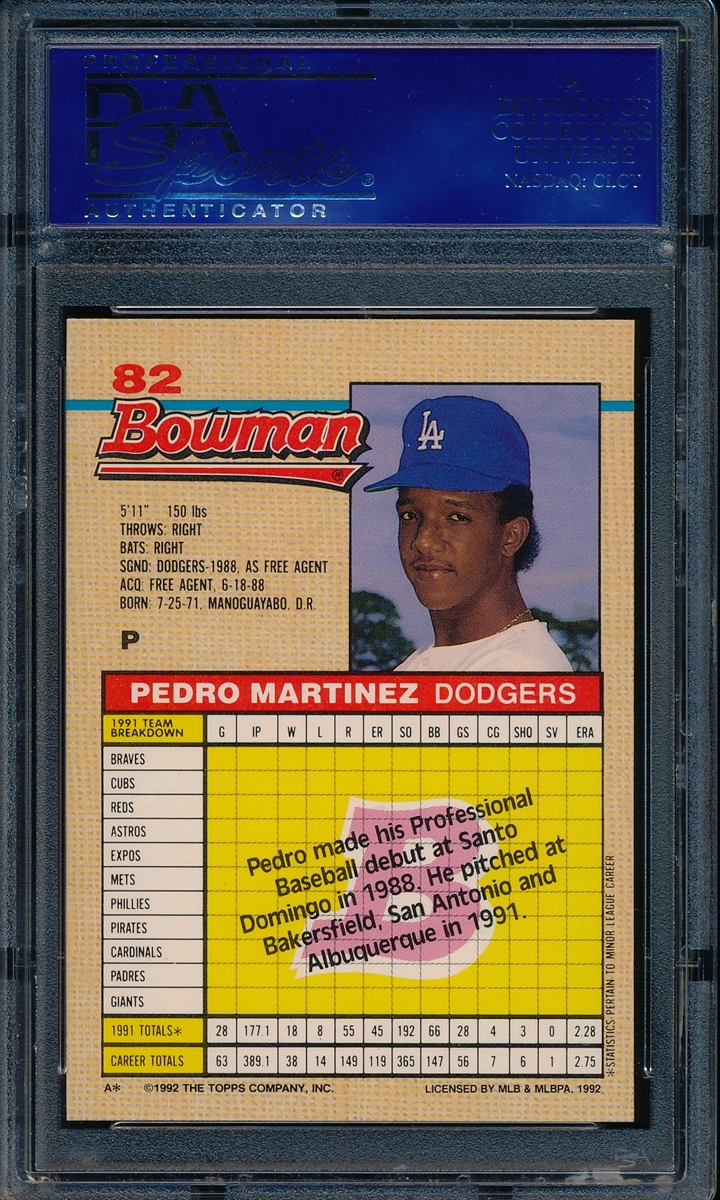 PROFESSIONAL
PSA
Sports®
AUTHENTICATOR
A
DIVISION OF
COLLECTORS
UNIVERSE
NASDAQ: CLCT
82
Bowman®
LA
5'11" 150 lbs
THROWS: RIGHT
BATS: RIGHT
SGND: DODGERS-1988, AS FREE AGENT
ACQ: FREE AGENT, 6-18-88
BORN: 7-25-71, MANOGUAYABO, D.R.
P
PEDRO MARTINEZ DODGERS
1991 TEAM BREAKDOWN G IP W L R ER SO BB GS CG SHO SV ERA
BRAVES
CUBS
REDS
ASTROS
EXPOS
METS
PHILLIES
PIRATES
CARDINALS
PADRES
GIANTS
B
Pedro made his Professional
Baseball debut at Santo
Domingo in 1988. He pitched at
Bakersfield, San Antonio and
Albuquerque in 1991.
1991 TOTALS* 28 177.1 18 8 55 45 192 66 28 4 3 0 2.28
CAREER TOTALS 63 389.1 38 14 149 119 365 147 56 7 6 1 2.75
*STATISTICS PERTAIN TO MINOR LEAGUE CAREER
A* ©1992 THE TOPPS COMPANY, INC. LICENSED BY MLB & MLBPA, 1992
PSA